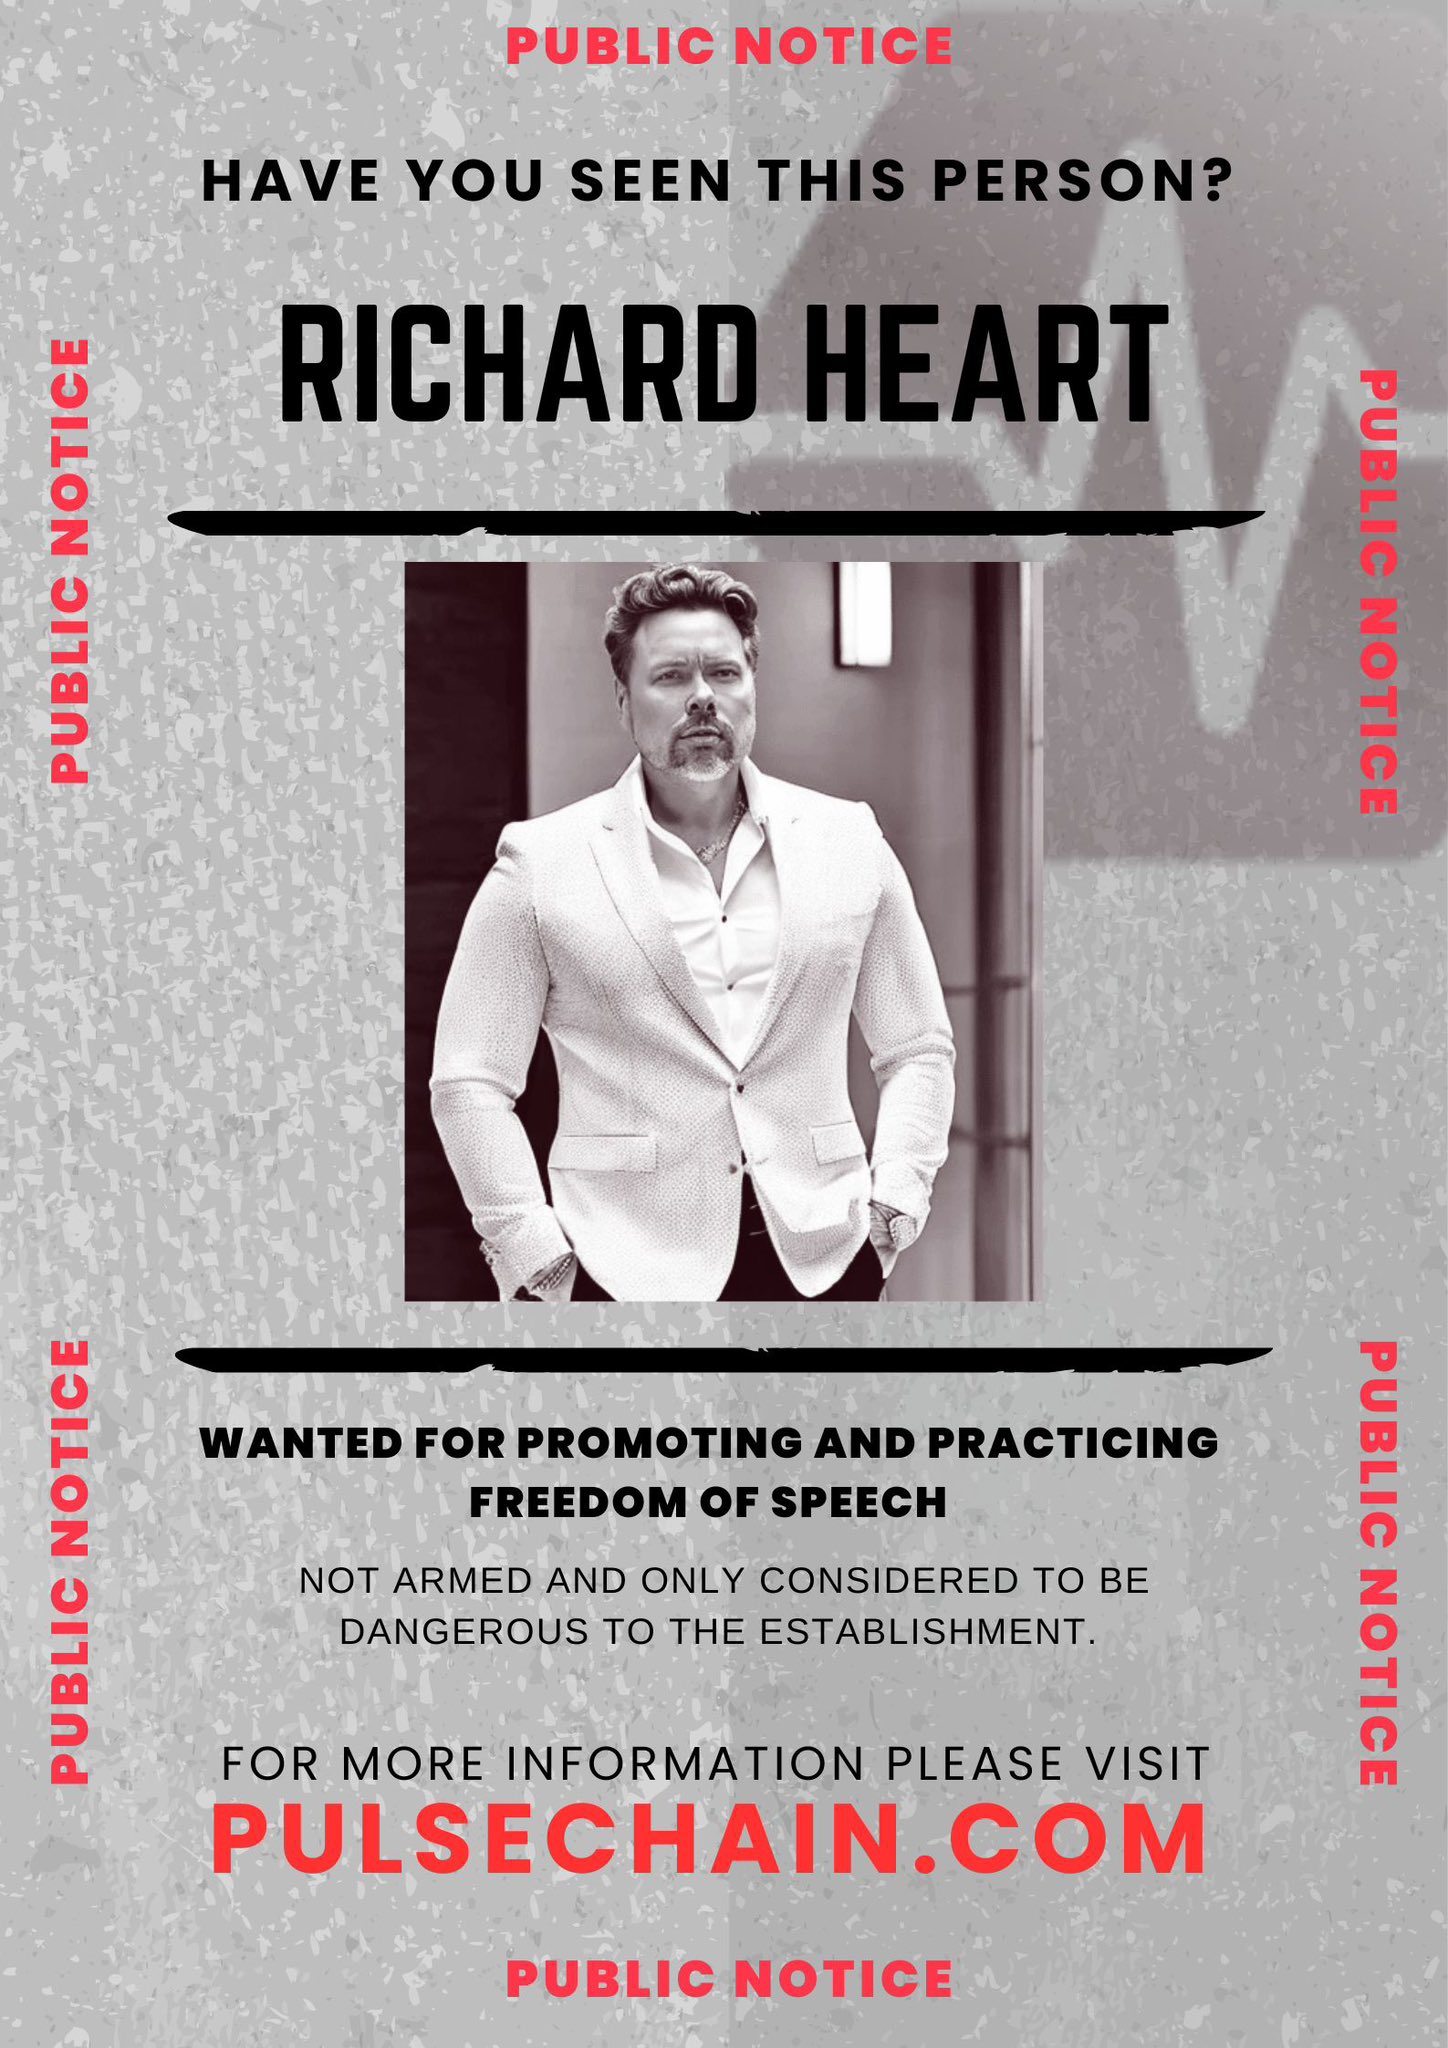 PUBLIC NOTICE
HAVE YOU SEEN THIS PERSON?
RICHARD HEART
PUBLIC NOTICE
PUBLIC NOTICE
WANTED FOR PROMOTING AND PRACTICING
FREEDOM OF SPEECH
NOT ARMED AND ONLY CONSIDERED TO BE
DANGEROUS TO THE ESTABLISHMENT.
PUBLIC NOTICE
PUBLIC NOTICE
FOR MORE INFORMATION PLEASE VISIT
PULSECHAIN.COM
PUBLIC NOTICE